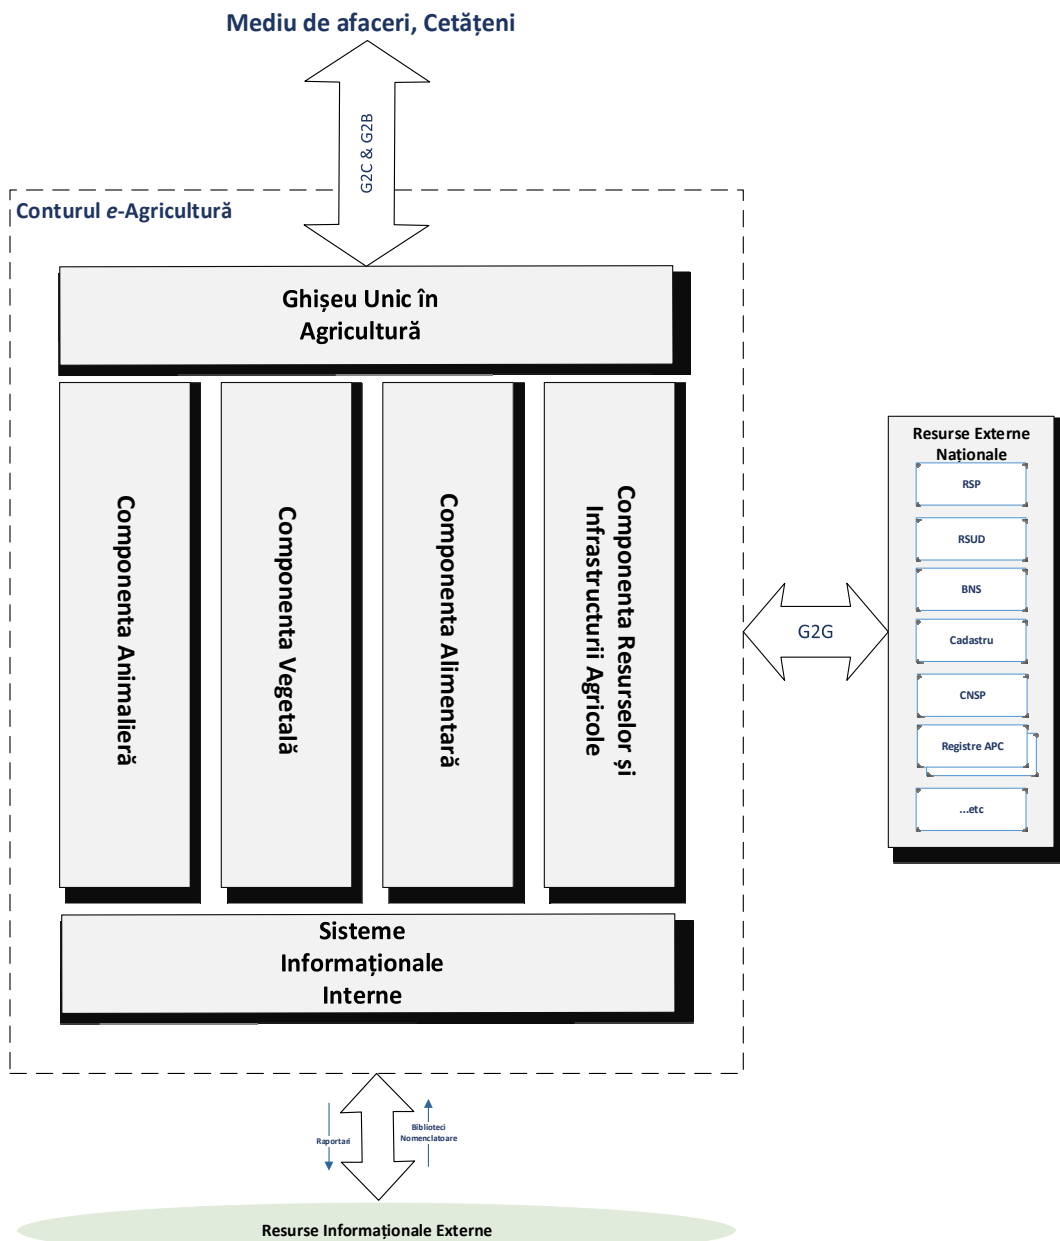 Mediu de afaceri, Cetățeni
G2C & G2B
Conturul e-Agricultură
Ghișeu Unic în
Agricultură
Componenta Animalieră
Componenta Vegetală
Componenta Alimentară
Componenta Resurselor și
Infrastructurii Agricole
Sisteme
Informaționale
Interne
G2G
Resurse Externe
Naționale
RSP
RSUD
BNS
Cadastru
CNSP
Registre APC
...etc
Raportari
Biblioteci
Nomenclatoare
Resurse Informaționale Externe